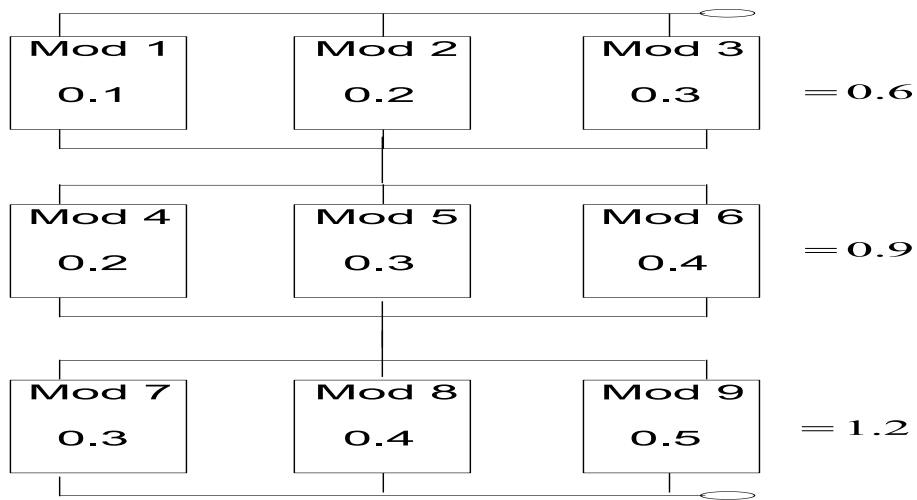 Mod 1 Mod 2 Mod 3
0.1 0.2 0.3 = 0.6
Mod 4 Mod 5 Mod 6
0.2 0.3 0.4 = 0.9
Mod 7 Mod 8 Mod 9
0.3 0.4 0.5 = 1.2